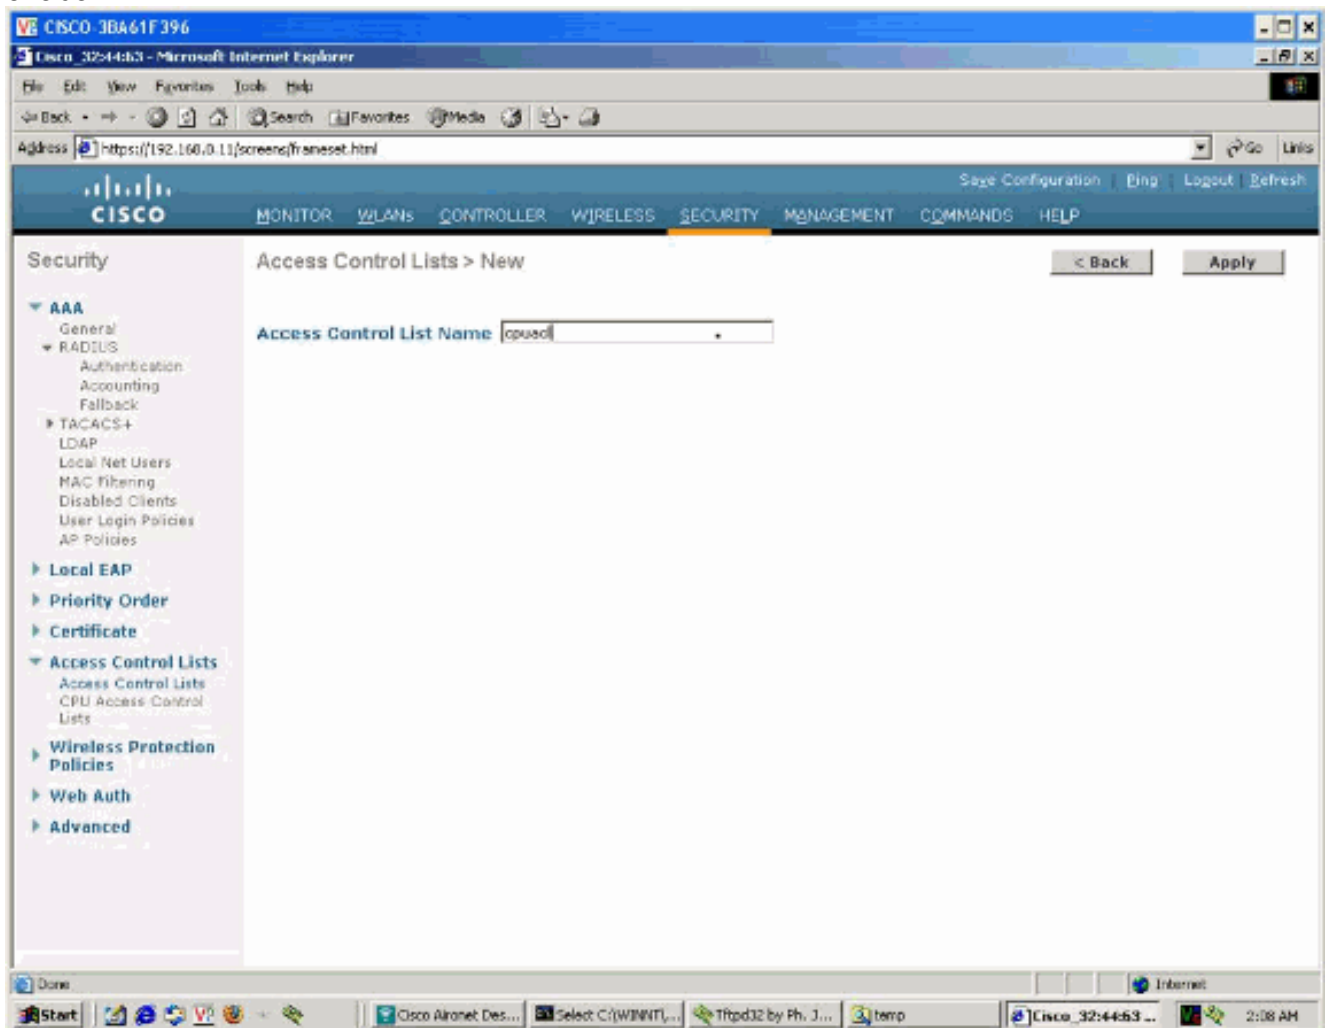 CISCO-3BA61F396
Cisco_32:44:63 - Microsoft Internet Explorer
File Edit View Favorites Tools Help
Back Search Favorites Media
Address https://192.168.0.11/screens/frameset.html Go Links
Save Configuration Ping Logout Refresh
CISCO MONITOR WLANs CONTROLLER WIRELESS SECURITY MANAGEMENT COMMANDS HELP
Security
Access Control Lists > New
< Back Apply
Access Control List Name cpuacl
AAA
General
RADIUS
Authentication
Accounting
Fallback
TACACS+
LDAP
Local Net Users
MAC Filtering
Disabled Clients
User Login Policies
AP Policies
Local EAP
Priority Order
Certificate
Access Control Lists
Access Control Lists
CPU Access Control
Lists
Wireless Protection
Policies
Web Auth
Advanced
Done Internet
Start Cisco Aironet Des... Select C:\WINNT\... Tftpd32 by Ph. J... temp Cisco_32:44:63 ... 2:08 AM